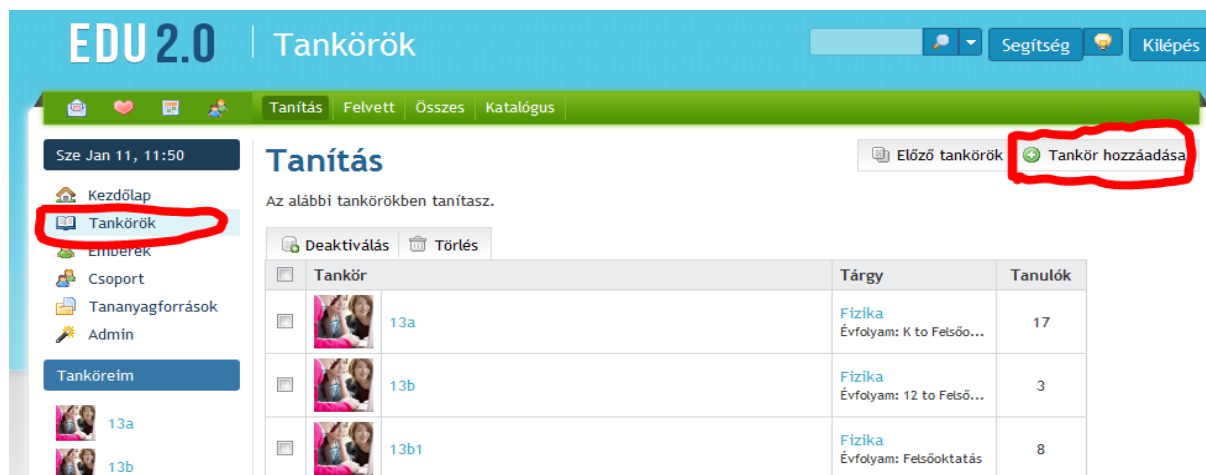 EDU 2.0 Tankörök Segítség Kilépés
Tanítás Felvett Összes Katalógus
Sze Jan 11, 11:50
Kezdőlap
Tankörök
Emberek
Csoport
Tananyagforrások
Admin
Tanköreim
13a
13b
Tanítás
Előző tankörök Tankör hozzáadása
Az alábbi tankörökben tanítasz.
Deaktiválás Törlés
Tankör Tárgy Tanulók
13a Fizika 17
Évfolyam: K to Felsőo...
13b Fizika 3
Évfolyam: 12 to Felső...
13b1 Fizika 8
Évfolyam: Felsőoktatás